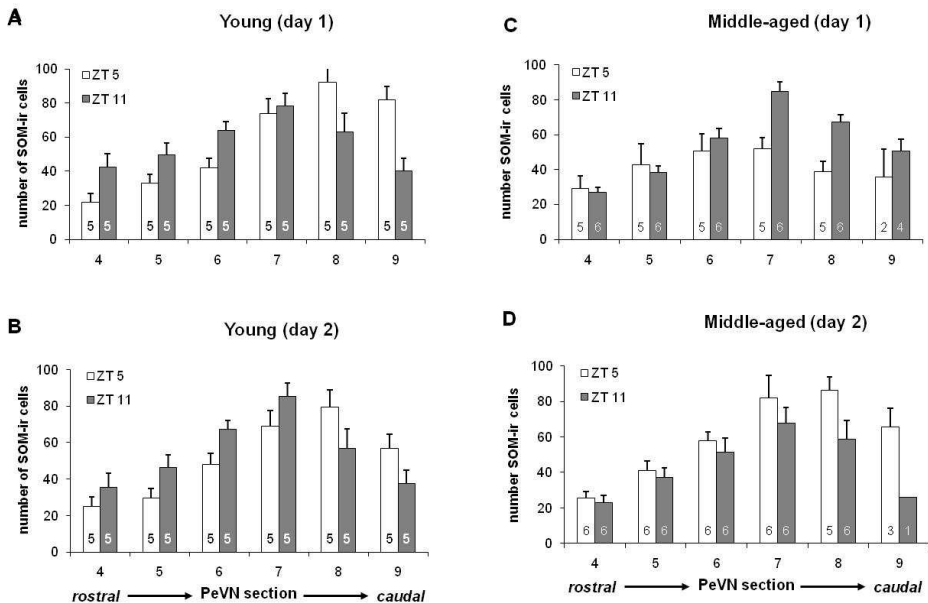 A
Young (day 1)
number of SOM-ir cells
100
80
60
40
20
0
ZT 5
ZT 11
5 5 5 5 5 5 5 5 5 5 5 5
4 5 6 7 8 9
C
Middle-aged (day 1)
number SOM-ir cells
100
80
60
40
20
0
ZT 5
ZT 11
5 6 5 6 5 6 5 6 5 6 2 4
4 5 6 7 8 9
B
Young (day 2)
number of SOM-ir cells
100
80
60
40
20
0
ZT 5
ZT 11
5 5 5 5 5 5 5 5 5 5 5 5
4 5 6 7 8 9
rostral PeVN section caudal
D
Middle-aged (day 2)
number SOM-ir cells
100
80
60
40
20
0
ZT 5
ZT 11
6 6 6 6 6 6 6 6 5 6 3 1
4 5 6 7 8 9
rostral PeVN section caudal